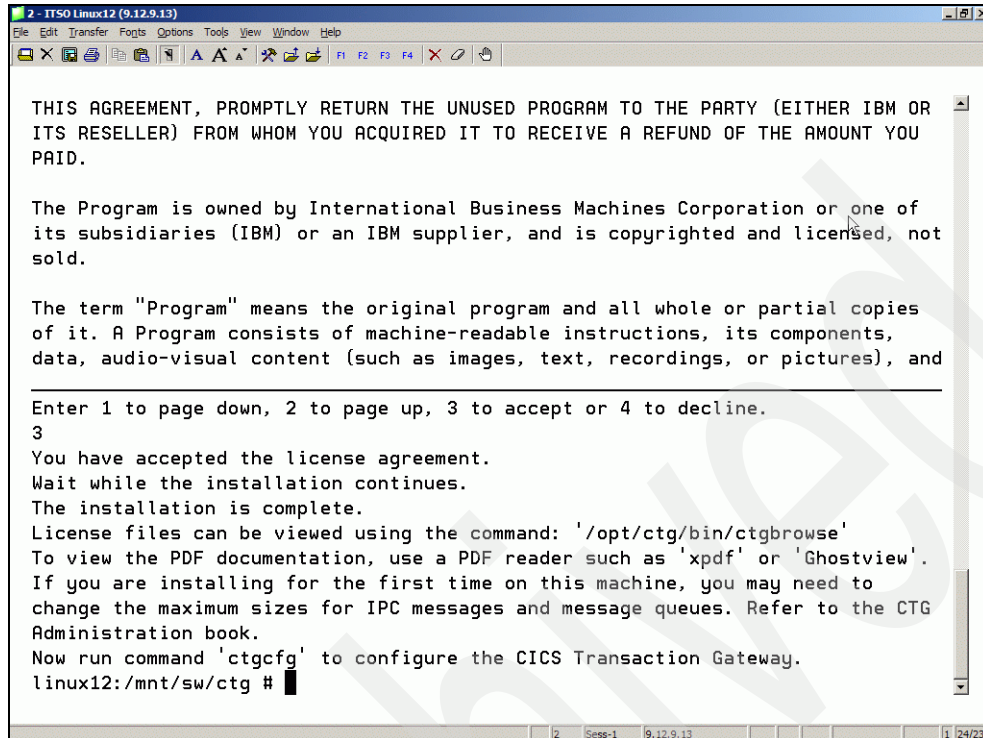 2 - ITSO Linux12 (9.12.9.13)
File Edit Transfer Fonts Options Tools View Window Help
F1 F2 F3 F4
THIS AGREEMENT, PROMPTLY RETURN THE UNUSED PROGRAM TO THE PARTY (EITHER IBM OR
ITS RESELLER) FROM WHOM YOU ACQUIRED IT TO RECEIVE A REFUND OF THE AMOUNT YOU
PAID.
The Program is owned by International Business Machines Corporation or one of
its subsidiaries (IBM) or an IBM supplier, and is copyrighted and licensed, not
sold.
The term "Program" means the original program and all whole or partial copies
of it. A Program consists of machine-readable instructions, its components,
data, audio-visual content (such as images, text, recordings, or pictures), and
Enter 1 to page down, 2 to page up, 3 to accept or 4 to decline.
3
You have accepted the license agreement.
Wait while the installation continues.
The installation is complete.
License files can be viewed using the command: '/opt/ctg/bin/ctgbrowse'
To view the PDF documentation, use a PDF reader such as 'xpdf' or 'Ghostview'.
If you are installing for the first time on this machine, you may need to
change the maximum sizes for IPC messages and message queues. Refer to the CTG
Administration book.
Now run command 'ctgcfg' to configure the CICS Transaction Gateway.
linux12:/mnt/sw/ctg #
2 Sess-1 9.12.9.13 1 24/23